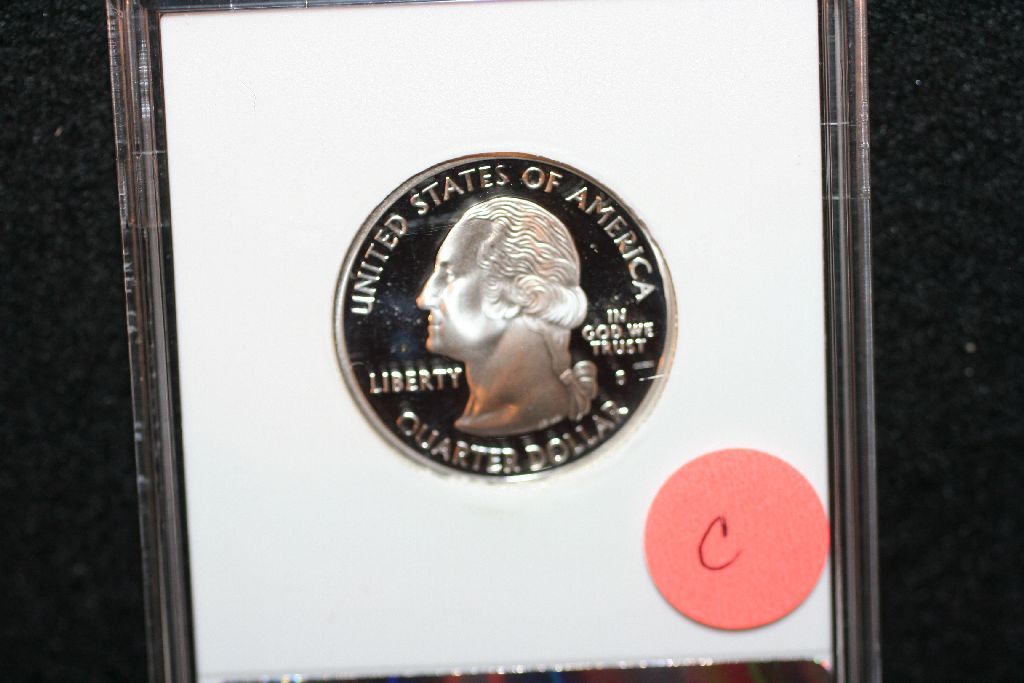 UNITED STATES OF AMERICA
IN
GOD WE
TRUST
LIBERTY
S
QUARTER DOLLAR
C